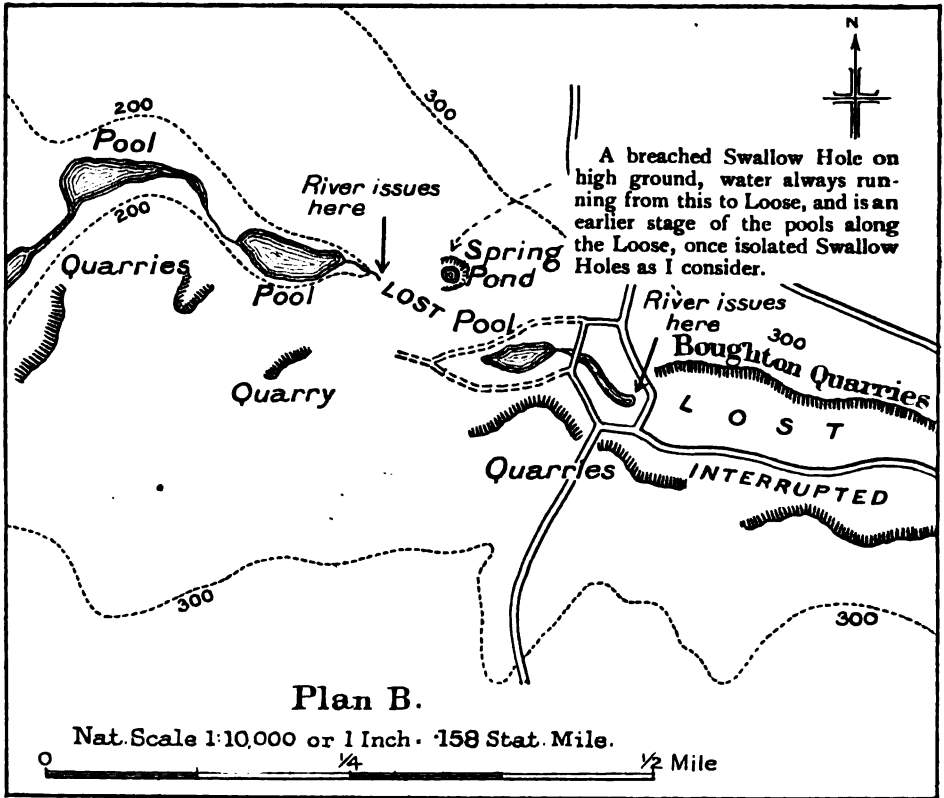 N
200
300
Pool
A breached Swallow Hole on
high ground, water always run-
ning from this to Loose, and is an
earlier stage of the pools along
the Loose, once isolated Swallow
Holes as I consider.
River issues
here
200
Quarries
Spring
Pond
Pool
LOST
Pool
River issues
here
300
Boughton Quarries
Quarry
LOST
Quarries
INTERRUPTED
300
300
Plan B.
Nat. Scale 1:10,000 or 1 Inch = ·158 Stat. Mile.
0 1/4 1/2 Mile